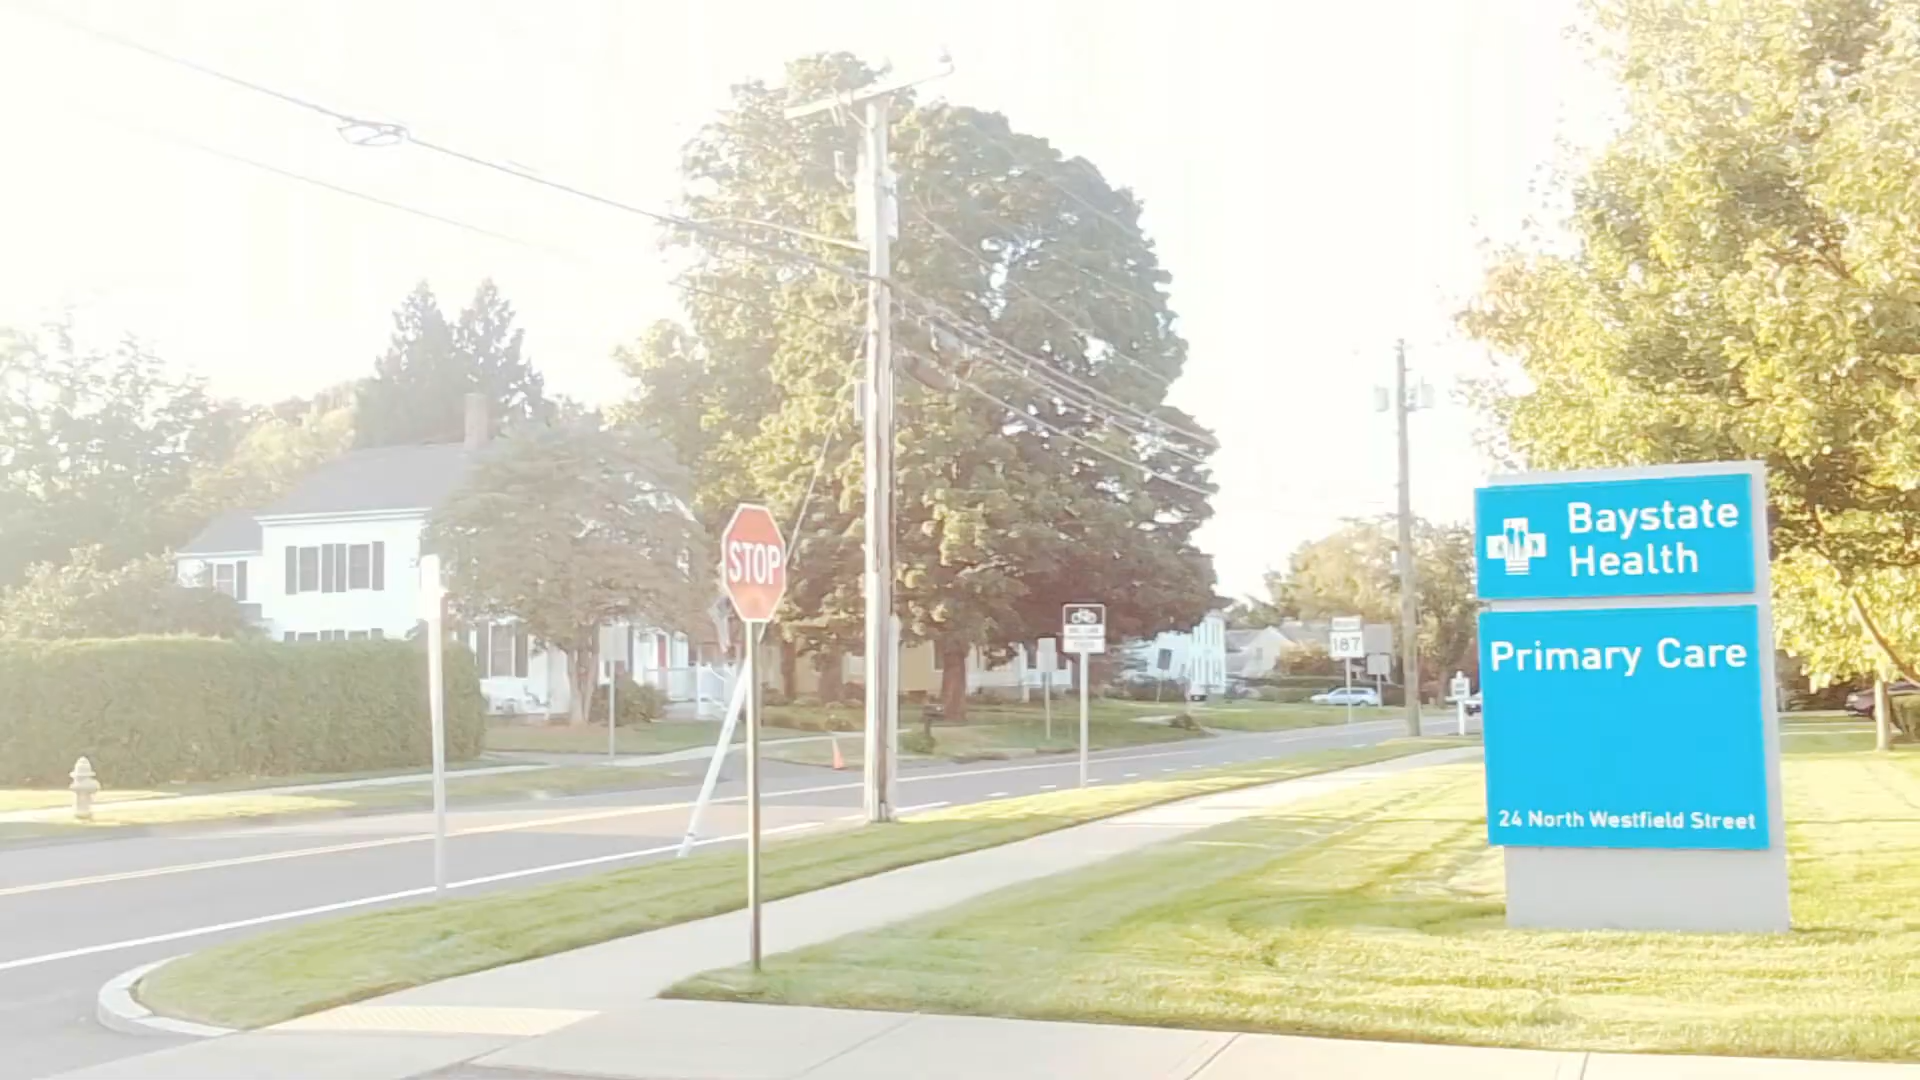 STOP
187
Baystate
Health
Primary Care
24 North Westfield Street